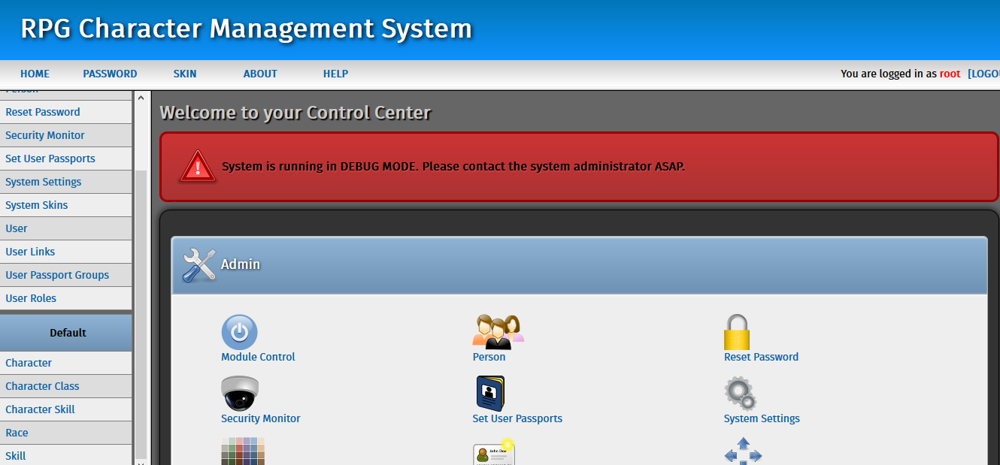 RPG Character Management System
HOME PASSWORD SKIN ABOUT HELP You are logged in as root [LOGOU
Person
Reset Password
Security Monitor
Set User Passports
System Settings
System Skins
User
User Links
User Passport Groups
User Roles
Default
Character
Character Class
Character Skill
Race
Skill
Welcome to your Control Center
System is running in DEBUG MODE. Please contact the system administrator ASAP.
Admin
Module Control Person Reset Password
Security Monitor Set User Passports System Settings
John Doe